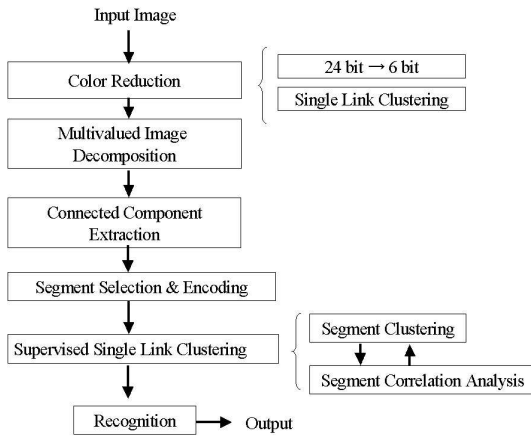 Input Image
Color Reduction
24 bit → 6 bit
Single Link Clustering
Multivalued Image
Decomposition
Connected Component
Extraction
Segment Selection & Encoding
Supervised Single Link Clustering
Segment Clustering
Segment Correlation Analysis
Recognition
Output